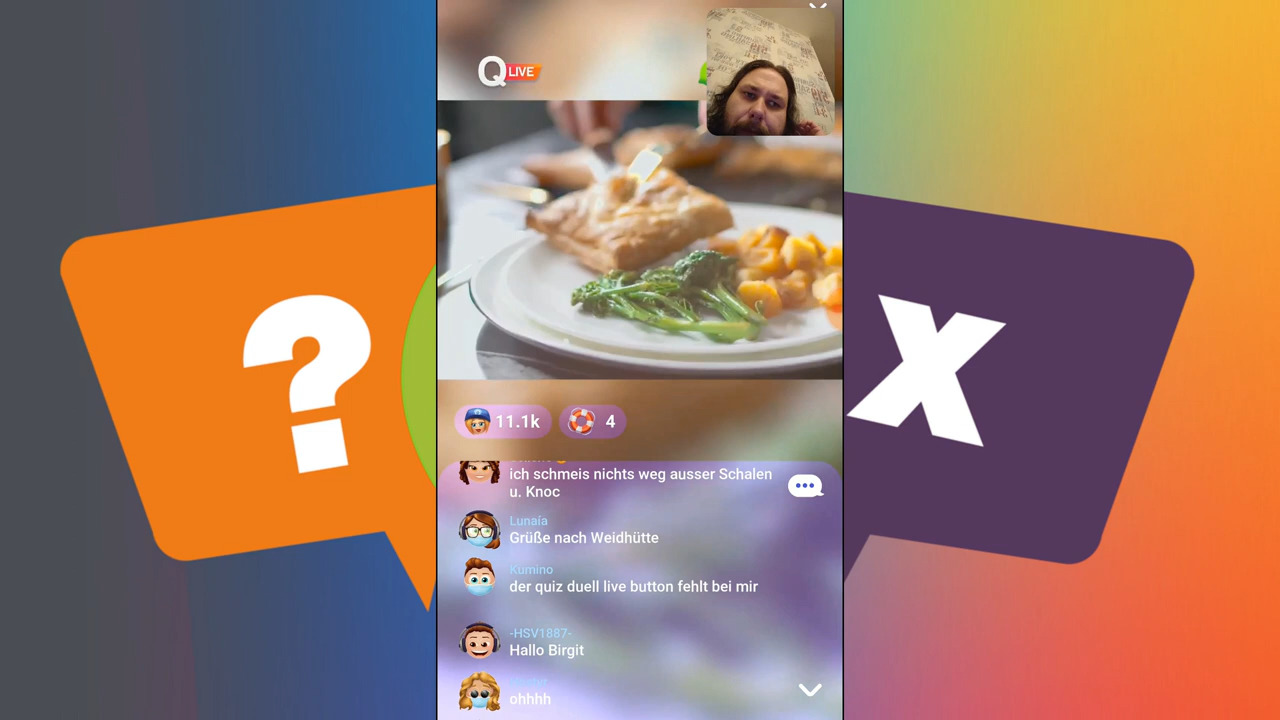 ?
X
Q LIVE
11.1k
4
ich schmeis nichts weg ausser Schalen
u. Knoc
Lunaía
Grüße nach Weidhütte
Kumino
der quiz duell live button fehlt bei mir
-HSV1887-
Hallo Birgit
ohhhh